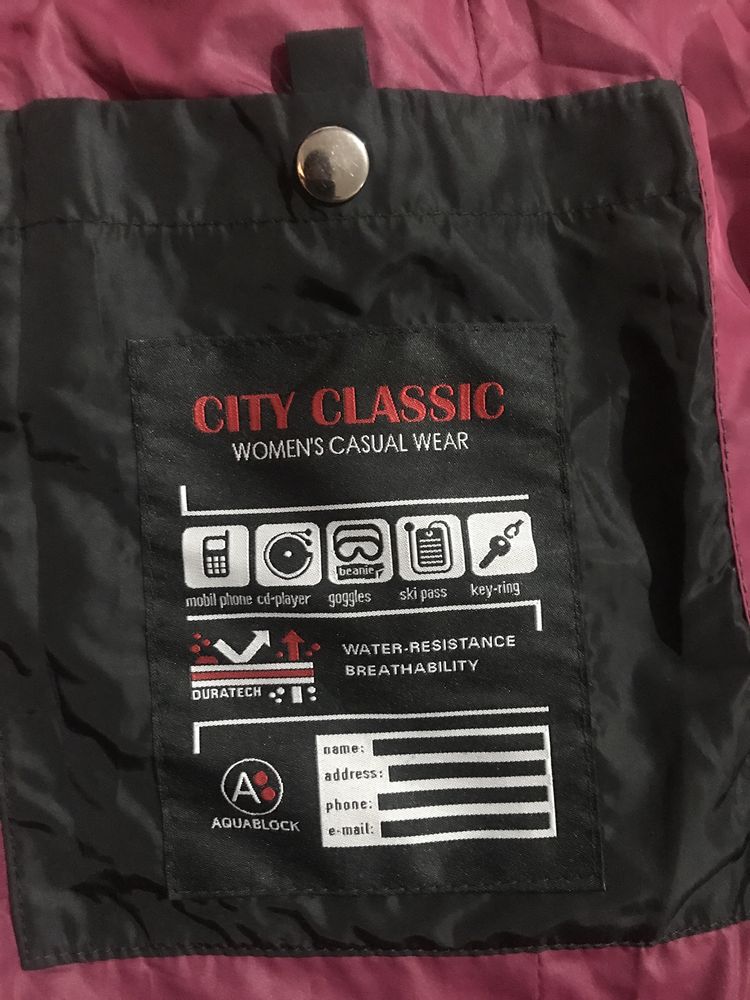 CITY CLASSIC
WOMEN'S CASUAL WEAR
beanie
mobil phone cd-player goggles ski pass key-ring
WATER-RESISTANCE
BREATHABILITY
DURATECH
name:
address:
phone:
e-mail:
A
AQUABLOCK